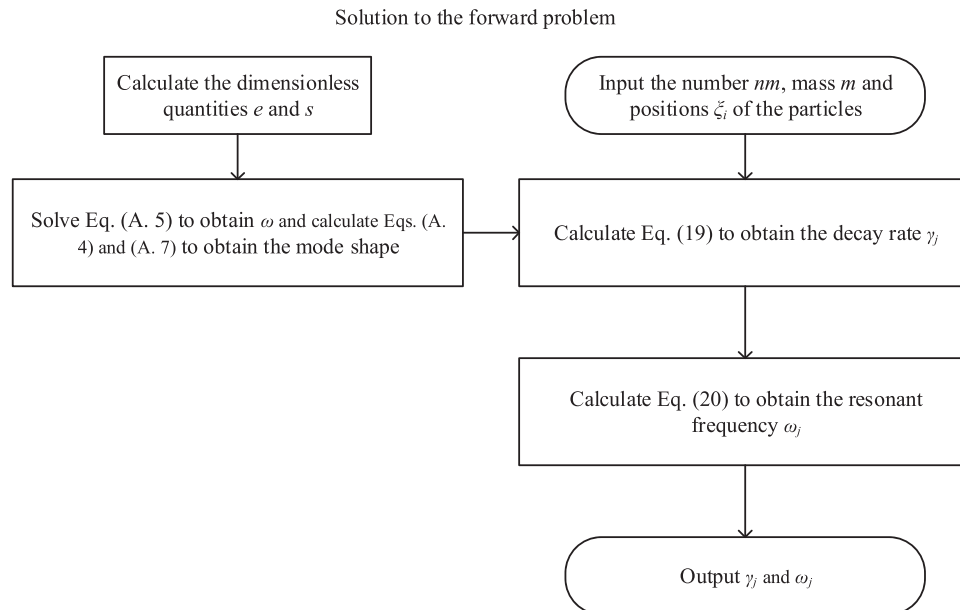 Solution to the forward problem
Calculate the dimensionless
quantities e and s
Input the number nm, mass m and
positions ξi of the particles
Solve Eq. (A. 5) to obtain ω and calculate Eqs. (A.
4) and (A. 7) to obtain the mode shape
Calculate Eq. (19) to obtain the decay rate γj
Calculate Eq. (20) to obtain the resonant
frequency ωj
Output γj and ωj